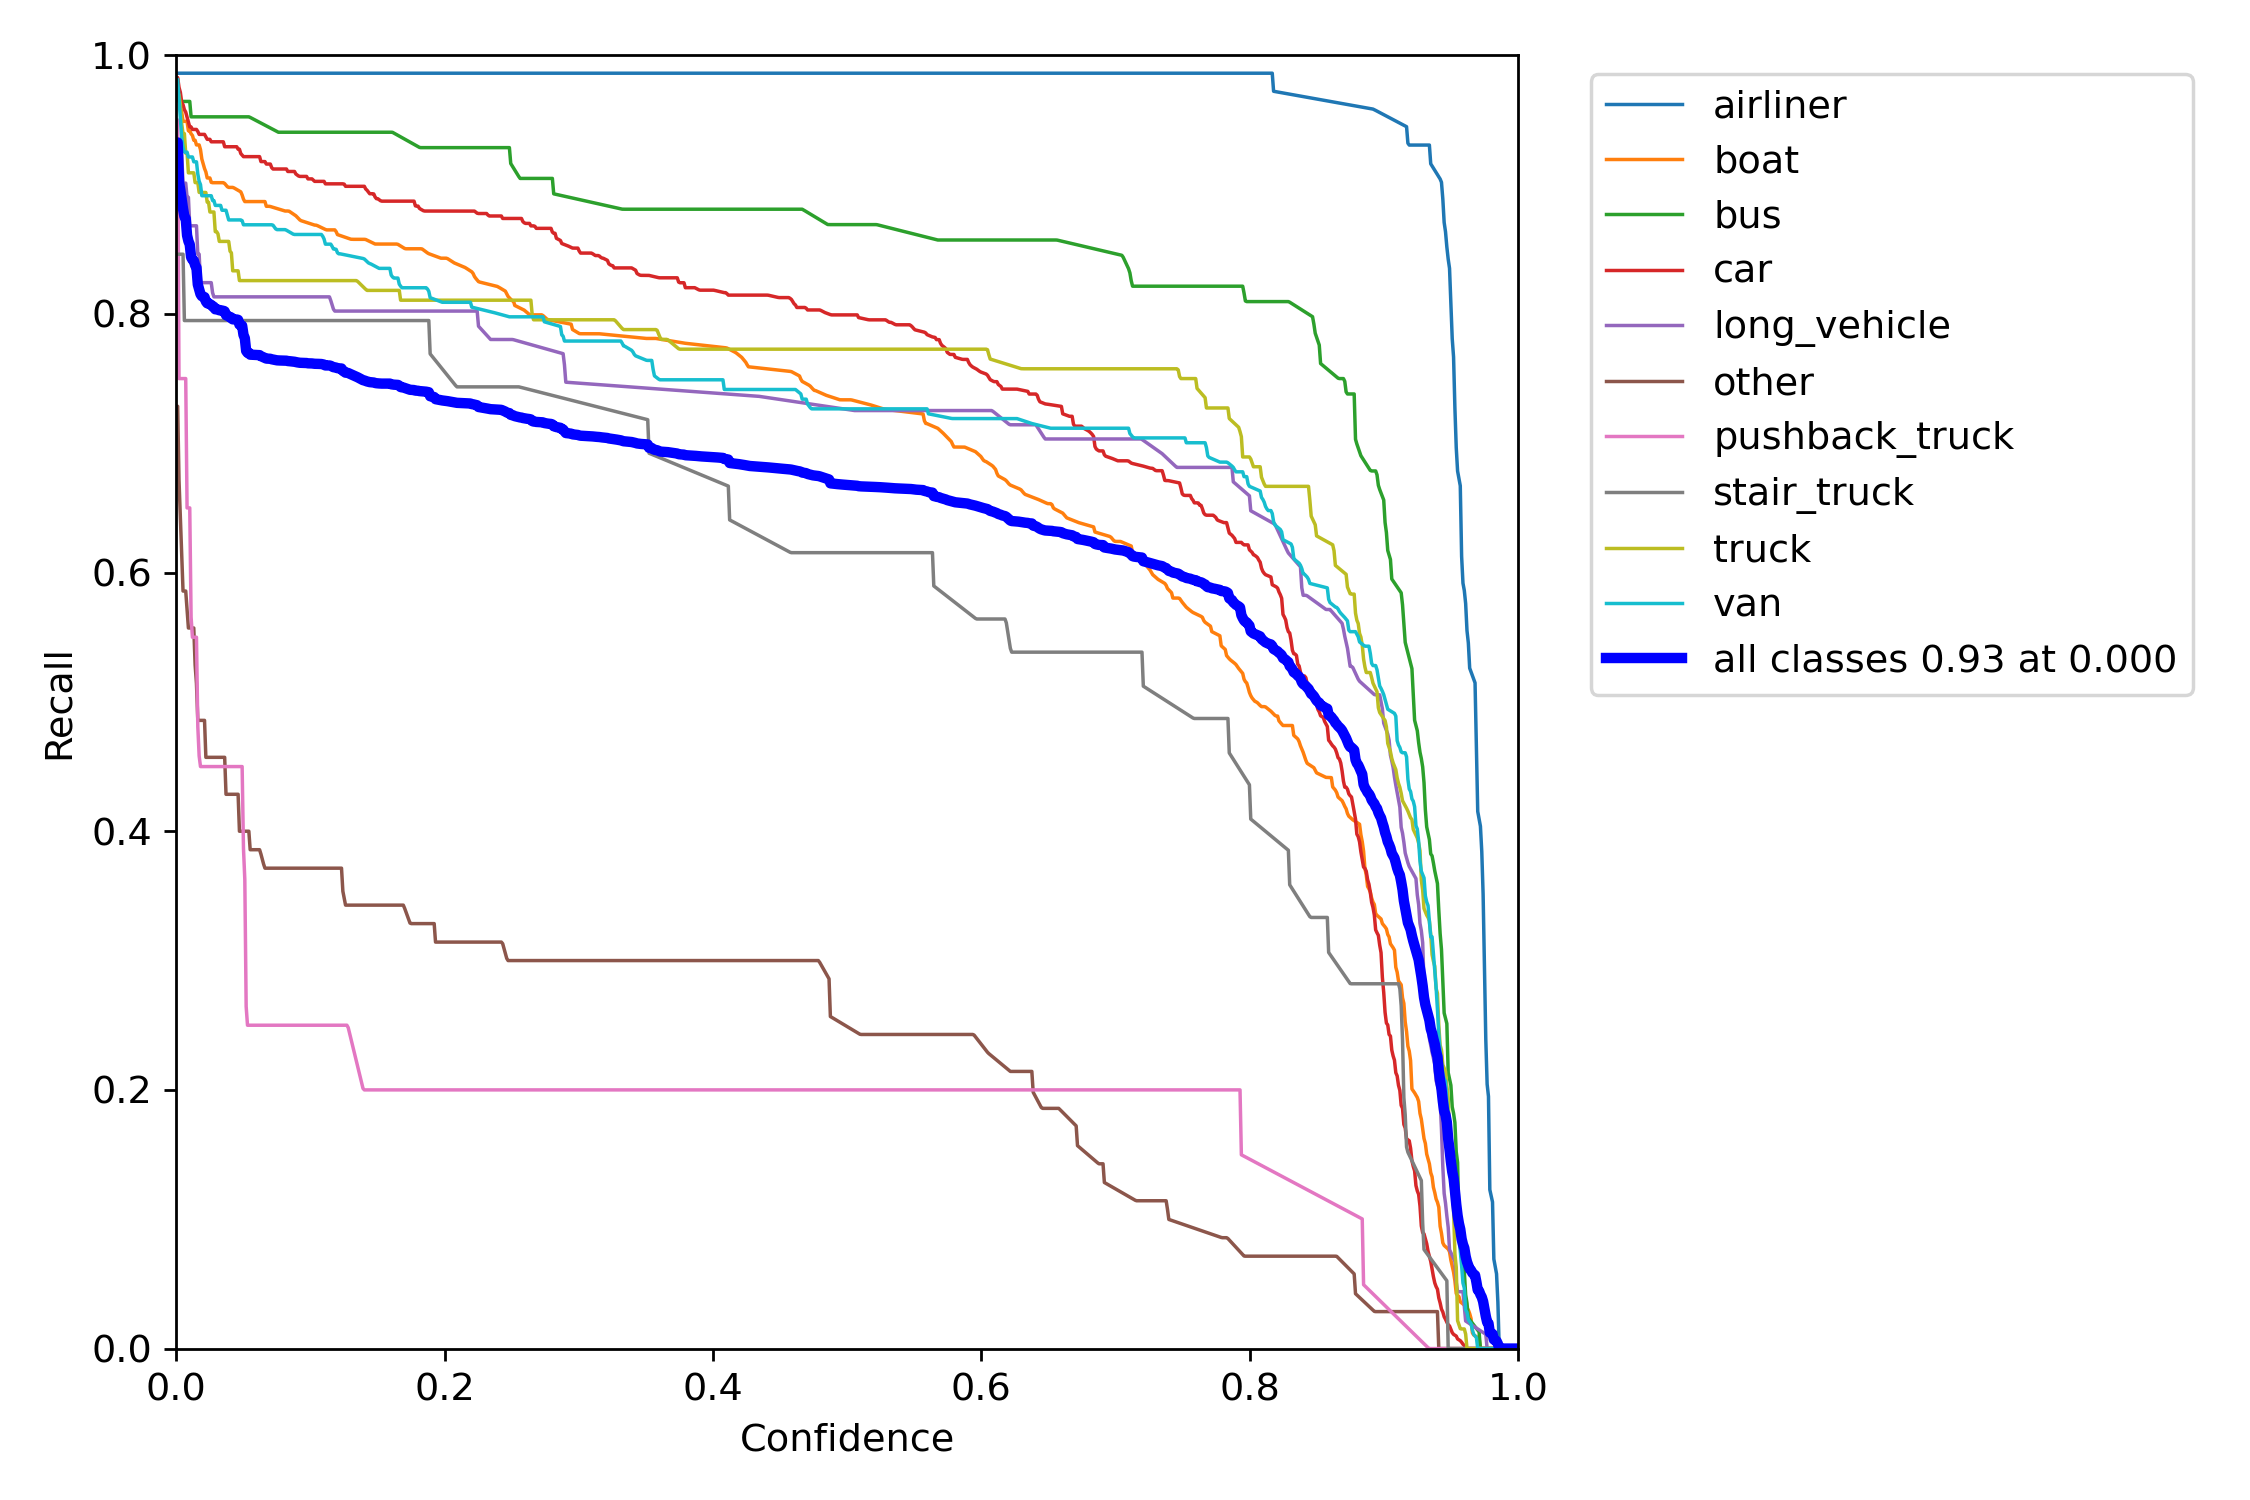 1.0
0.8
0.6
0.4
0.2
0.0
Recall
0.0 0.2 0.4 0.6 0.8 1.0
Confidence
airliner
boat
bus
car
long_vehicle
other
pushback_truck
stair_truck
truck
van
all classes 0.93 at 0.000